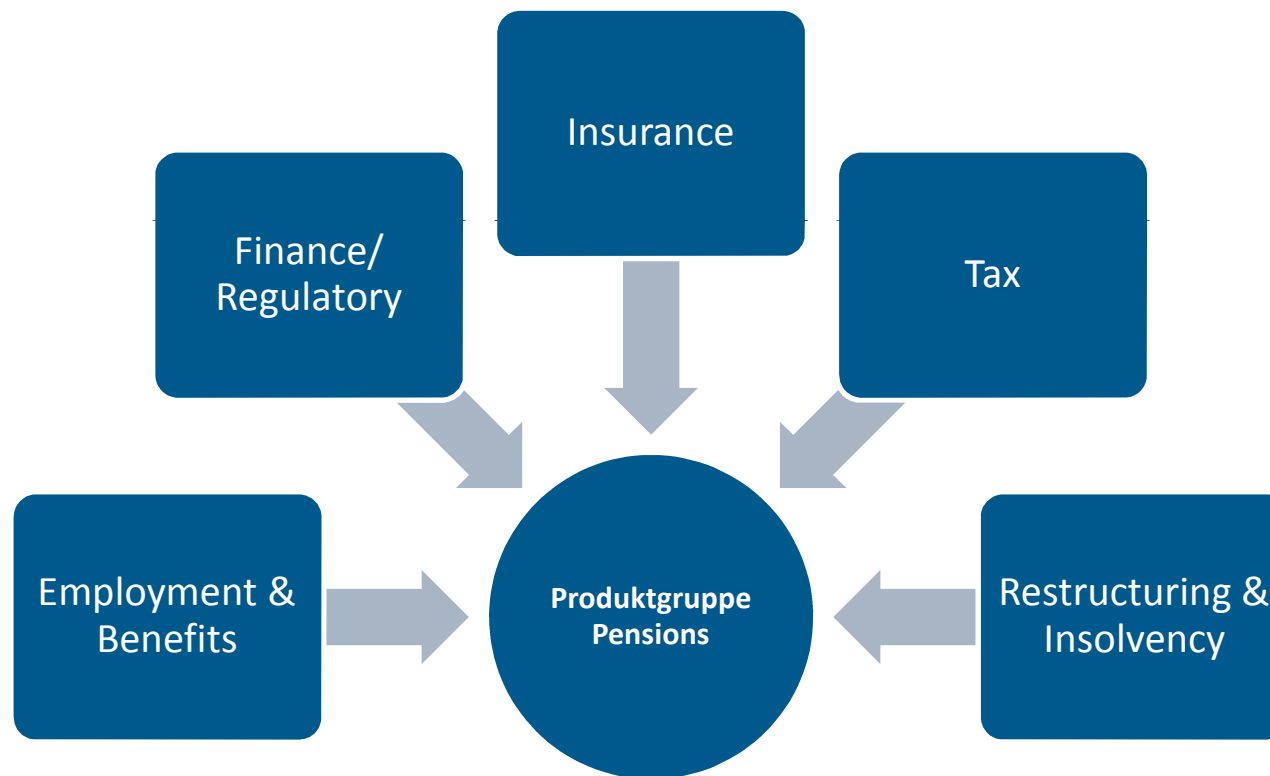 Insurance
Finance/
Regulatory
Tax
Employment &
Benefits
Produktgruppe
Pensions
Restructuring &
Insolvency